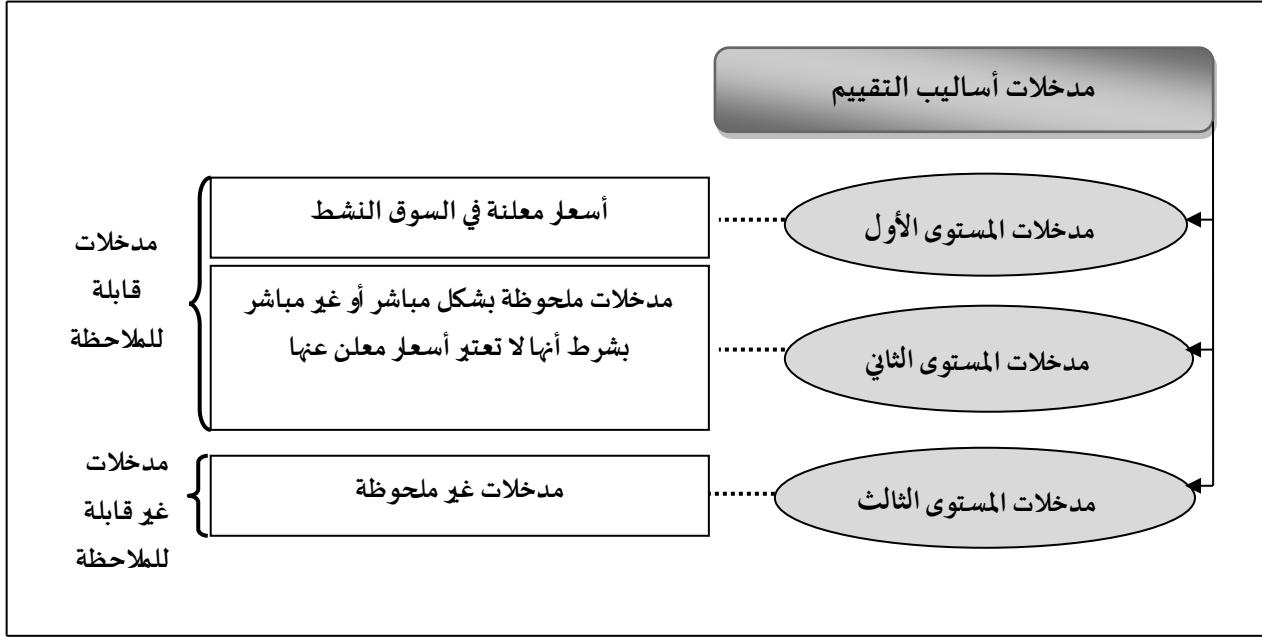 مدخلات أساليب التقييم
مدخلات المستوى الأول
أسعار معلنة في السوق النشط
مدخلات
قابلة
للملاحظة
مدخلات المستوى الثاني
مدخلات ملحوظة بشكل مباشر أو غير مباشر
بشرط أنها لا تعتبر أسعار معلن عنها
مدخلات المستوى الثالث
مدخلات غير ملحوظة
مدخلات
غير قابلة
للملاحظة